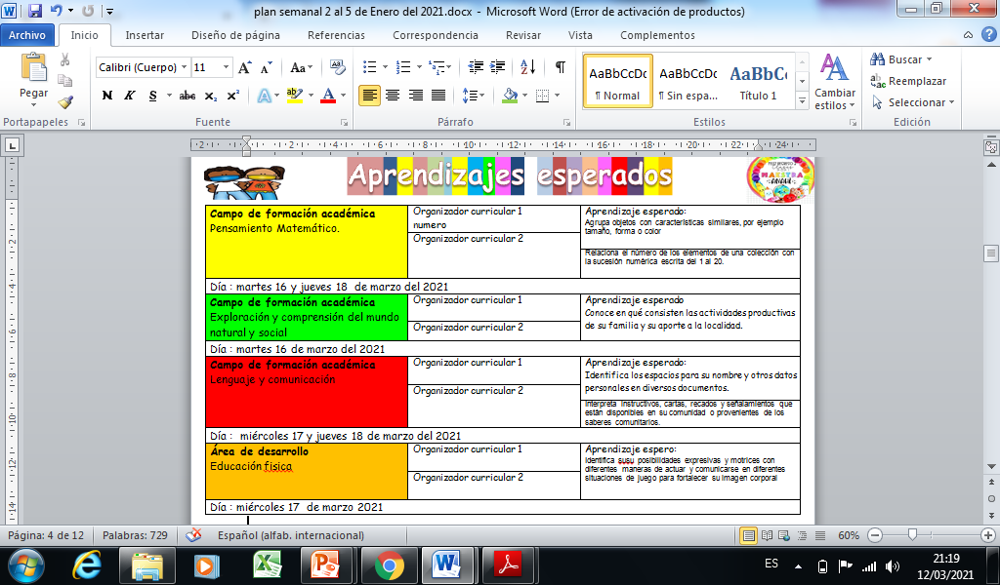 plan semanal 2 al 5 de Enero del 2021.docx - Microsoft Word (Error de activación de productos)
Archivo Inicio Insertar Diseño de página Referencias Correspondencia Revisar Vista Complementos
Calibri (Cuerpo) 11
Pegar
N K S abc x₂ x²
AaBbCcDc AaBbCcDc AaBbC
¶ Normal ¶ Sin espa... Título 1
Cambiar estilos
Buscar
Reemplazar
Seleccionar
Portapapeles Fuente Párrafo Estilos Edición
Aprendizajes esperados
Campo de formación académica
Pensamiento Matemático.
Organizador curricular 1
numero
Organizador curricular 2
Aprendizaje esperado:
Agrupa objetos con características similares, por ejemplo
tamaño, forma o color
Relaciona el número de los elementos de una colección con
la sucesión numérica escrita del 1 al 20.
Día : martes 16 y jueves 18 de marzo del 2021
Campo de formación académica
Exploración y comprensión del mundo
natural y social
Organizador curricular 1
Organizador curricular 2
Aprendizaje esperado
Conoce en qué consisten las actividades productivas
de su familia y su aporte a la localidad.
Día : martes 16 de marzo del 2021
Campo de formación académica
Lenguaje y comunicación
Organizador curricular 1
Organizador curricular 2
Aprendizaje esperado:
Identifica los espacios para su nombre y otros datos
personales en diversos documentos.
Interpreta instructivos, cartas, recados y señalamientos que
están disponibles en su comunidad o provenientes de los
saberes comunitarios.
Día : miércoles 17 y jueves 18 de marzo del 2021
Área de desarrollo
Educación fisica
Organizador curricular 1
Organizador curricular 2
Aprendizaje espero:
Identifica susu posibilidades expresivas y motrices con
diferentes maneras de actuar y comunicarse en diferentes
situaciones de juego para fortalecer su imagen corporal
Día : miércoles 17 de marzo 2021
Página: 4 de 12 Palabras: 729 Español (alfab. internacional) 60%
ES 21:19
12/03/2021